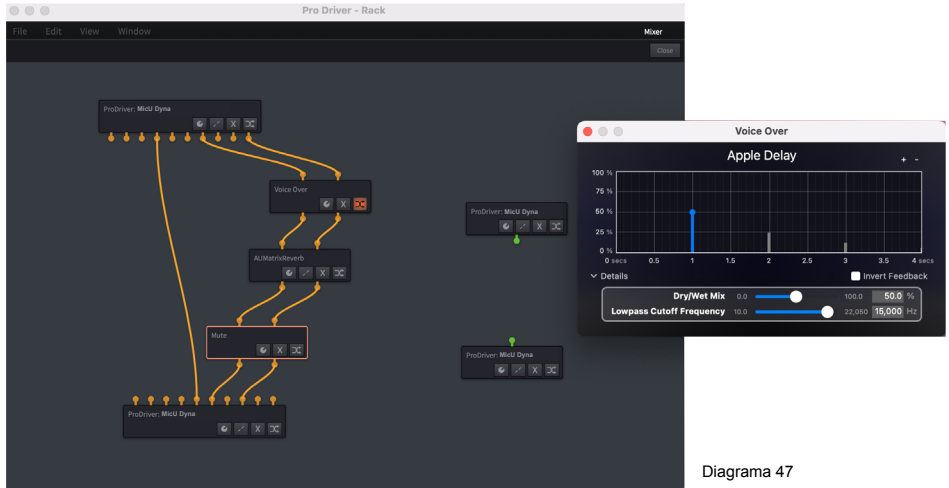 Pro Driver - Rack
File Edit View Window Mixer
Close
ProDriver: MicU Dyna
X
Voice Over
X
AUMatrixReverb
X
Mute
X
ProDriver: MicU Dyna
X
ProDriver: MicU Dyna
X
ProDriver: MicU Dyna
X
Voice Over
Apple Delay
+ -
100 %
75 %
50 %
25 %
0 %
0 secs 0.5 1 1.5 2 2.5 3 3.5 4 secs
Details Invert Feedback
Dry/Wet Mix 0.0 100.0 50.0 %
Lowpass Cutoff Frequency 10.0 22,050 15,000 Hz
Diagrama 47